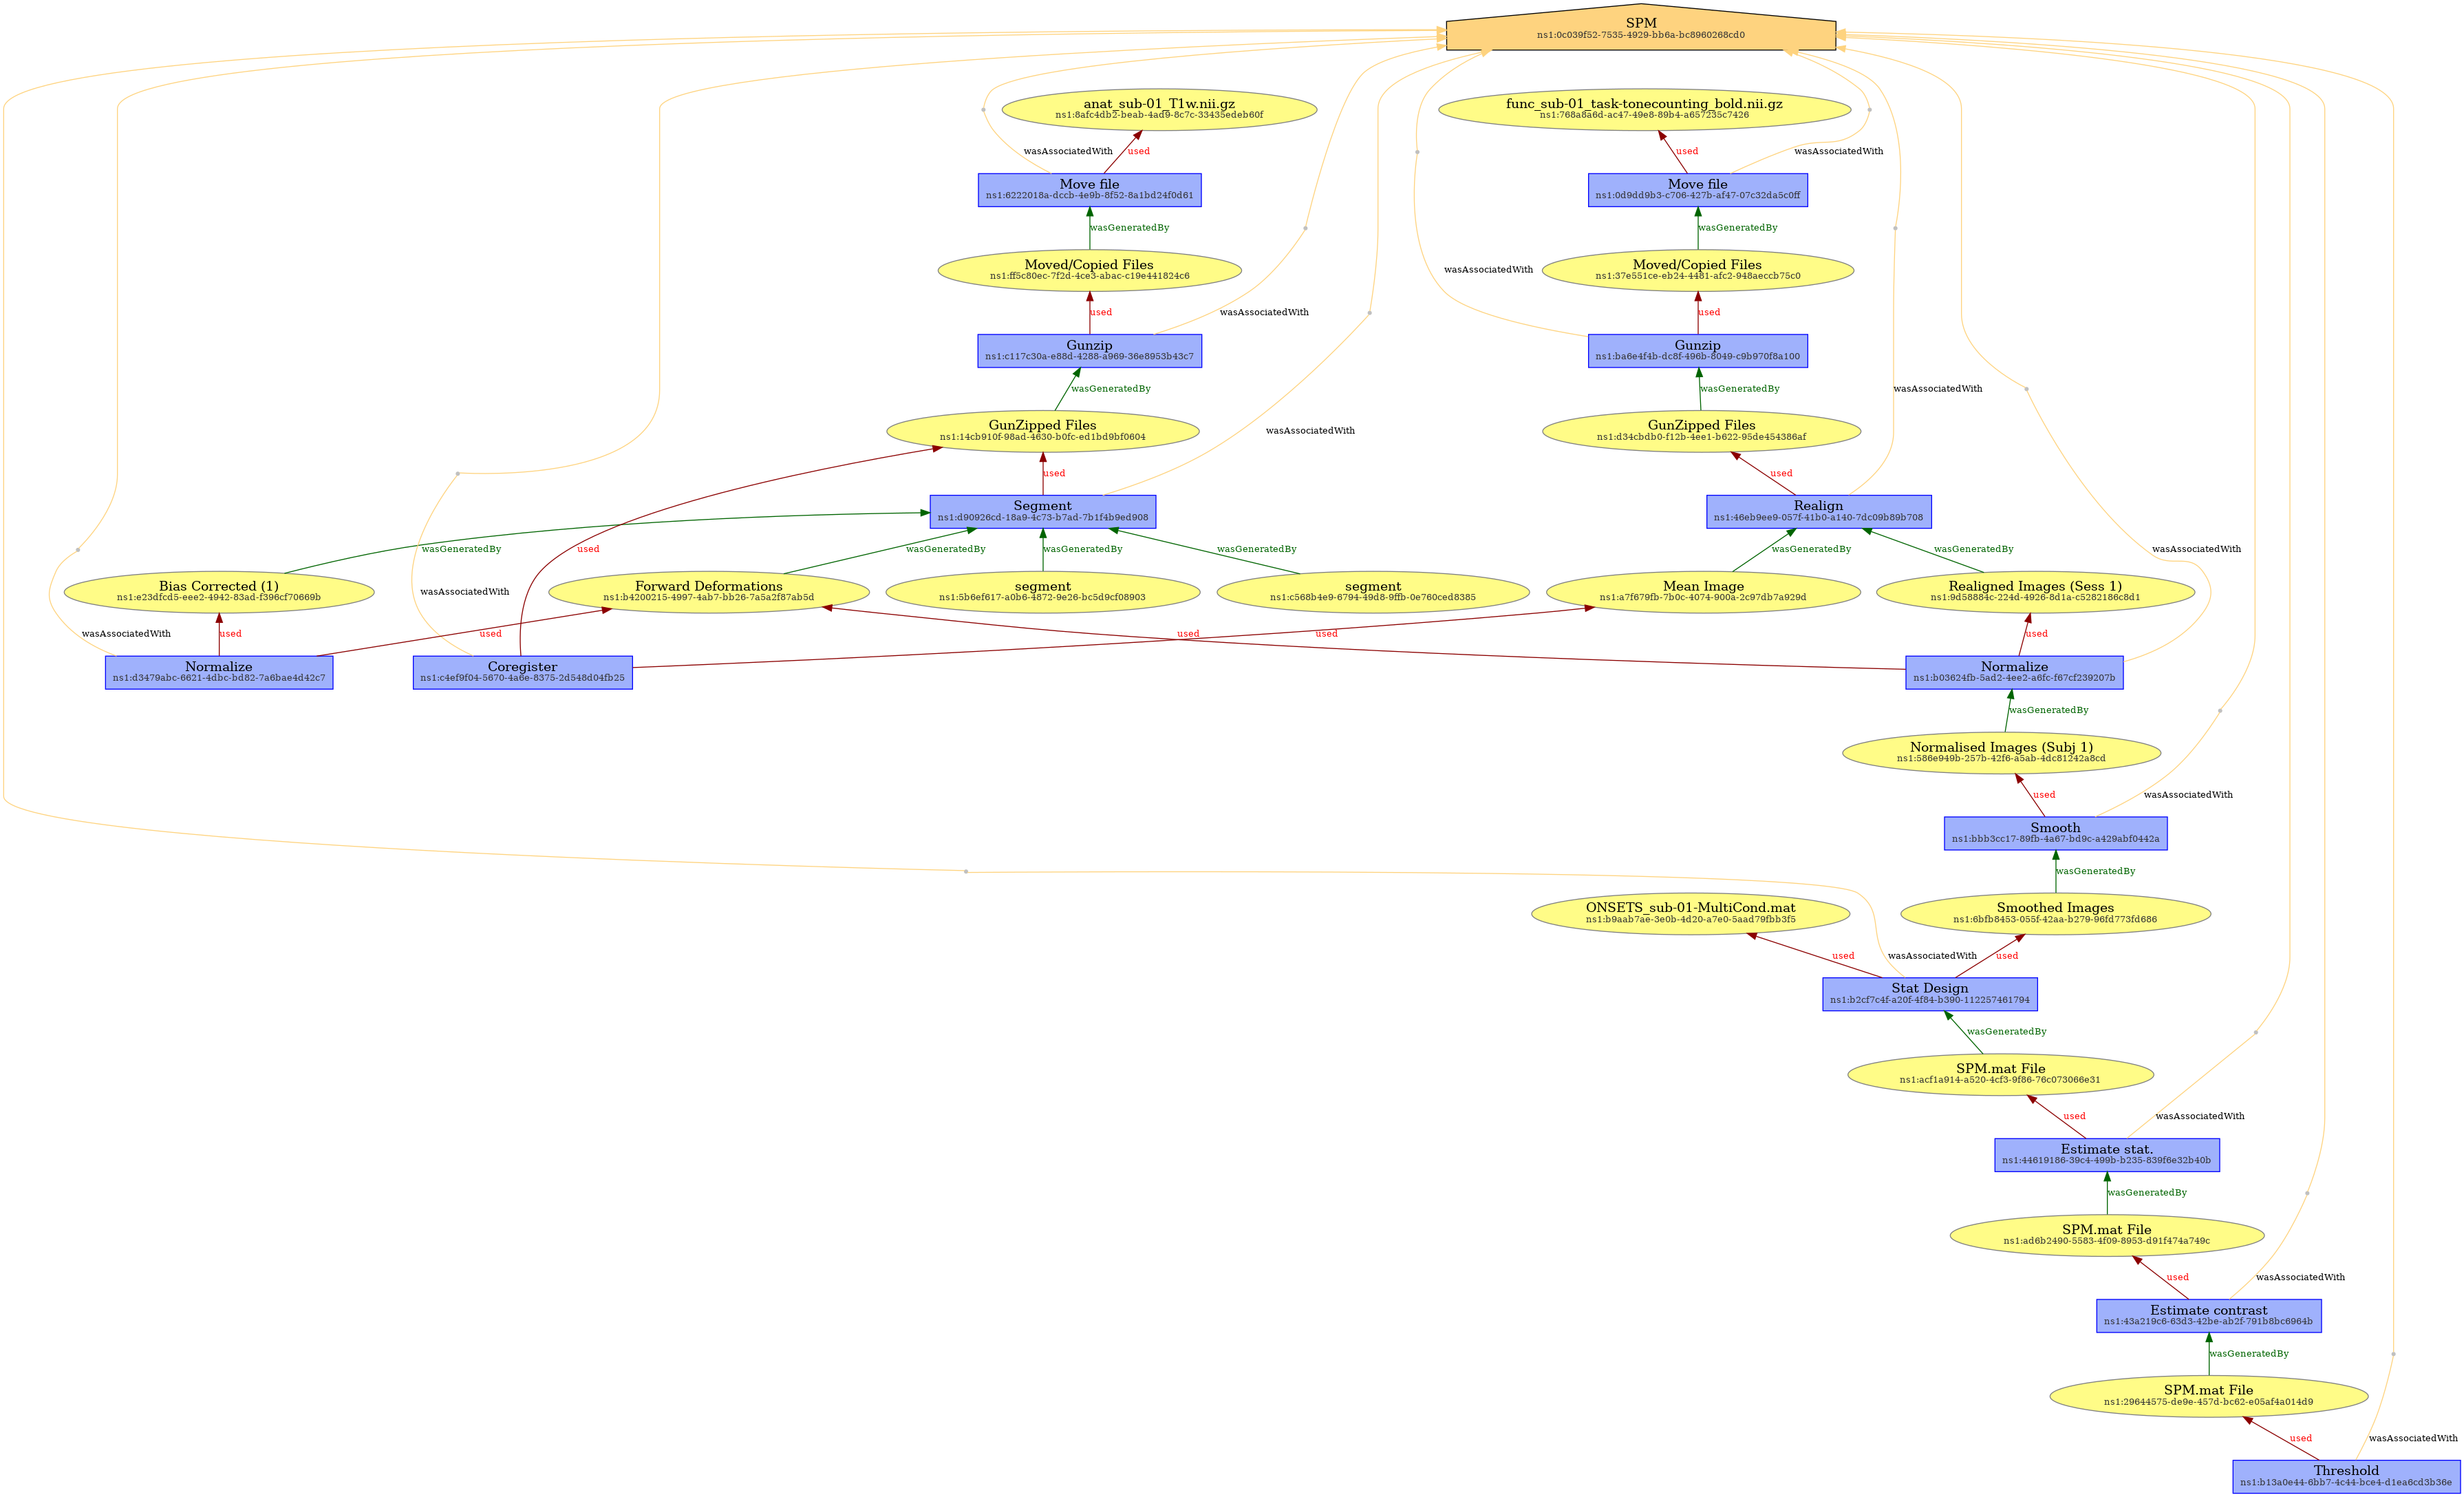 SPM
ns1:0c039f52-7535-4929-bb6a-bc8960268cd0
anat_sub-01_T1w.nii.gz
ns1:8afc4db2-beab-4ad9-8c7c-33435edeb60f
func_sub-01_task-tonecounting_bold.nii.gz
ns1:768a8a6d-ac47-49e8-89b4-a657235c7426
wasAssociatedWith
used
used
wasAssociatedWith
Move file
ns1:6222018a-dccb-4e9b-8f52-8a1bd24f0d61
Move file
ns1:0d9dd9b3-c706-427b-af47-07c32da5c0ff
wasGeneratedBy
wasGeneratedBy
Moved/Copied Files
ns1:ff5c80ec-7f2d-4ce3-abac-c19e441824c6
wasAssociatedWith
Moved/Copied Files
ns1:37e551ce-eb24-4481-afc2-948aeccb75c0
used
wasAssociatedWith
used
Gunzip
ns1:c117c30a-e88d-4288-a969-36e8953b43c7
Gunzip
ns1:ba6e4f4b-dc8f-496b-8049-c9b970f8a100
wasGeneratedBy
wasGeneratedBy
wasAssociatedWith
GunZipped Files
ns1:14cb910f-98ad-4630-b0fc-ed1bd9bf0604
wasAssociatedWith
GunZipped Files
ns1:d34cbdb0-f12b-4ee1-b622-95de454386af
used
used
Segment
ns1:d90926cd-18a9-4c73-b7ad-7b1f4b9ed908
Realign
ns1:46eb9ee9-057f-41b0-a140-7dc09b89b708
wasGeneratedBy
used
wasGeneratedBy
wasGeneratedBy
wasGeneratedBy
wasGeneratedBy
wasGeneratedBy
wasAssociatedWith
Bias Corrected (1)
ns1:e23dfcd5-eee2-4942-83ad-f396cf70669b
wasAssociatedWith
Forward Deformations
ns1:b4200215-4997-4ab7-bb26-7a5a2f87ab5d
segment
ns1:5b6ef617-a0b6-4872-9e26-bc5d9cf08903
segment
ns1:c568b4e9-6794-49d8-9ffb-0e760ced8385
Mean Image
ns1:a7f679fb-7b0c-4074-900a-2c97db7a929d
Realigned Images (Sess 1)
ns1:9d58884c-224d-4926-8d1a-c5282186c8d1
wasAssociatedWith
used
used
used
used
used
Normalize
ns1:d3479abc-6621-4dbc-bd82-7a6bae4d42c7
Coregister
ns1:c4ef9f04-5670-4a6e-8375-2d548d04fb25
Normalize
ns1:b03624fb-5ad2-4ee2-a6fc-f67cf239207b
wasGeneratedBy
Normalised Images (Subj 1)
ns1:586e949b-257b-42f6-a5ab-4dc81242a8cd
used
wasAssociatedWith
Smooth
ns1:bbb3cc17-89fb-4a67-bd9c-a429abf0442a
wasGeneratedBy
ONSETS_sub-01-MultiCond.mat
ns1:b9aab7ae-3e0b-4d20-a7e0-5aad79fbb3f5
Smoothed Images
ns1:6bfb8453-055f-42aa-b279-96fd773fd686
used
wasAssociatedWith
used
Stat Design
ns1:b2cf7c4f-a20f-4f84-b390-112257461794
wasGeneratedBy
SPM.mat File
ns1:acf1a914-a520-4cf3-9f86-76c073066e31
used
wasAssociatedWith
Estimate stat.
ns1:44619186-39c4-499b-b235-839f6e32b40b
wasGeneratedBy
SPM.mat File
ns1:ad6b2490-5583-4f09-8953-d91f474a749c
used
wasAssociatedWith
Estimate contrast
ns1:43a219c6-63d3-42be-ab2f-791b8bc6964b
wasGeneratedBy
SPM.mat File
ns1:29644575-de9e-457d-bc62-e05af4a014d9
used
wasAssociatedWith
Threshold
ns1:b13a0e44-6bb7-4c44-bce4-d1ea6cd3b36e